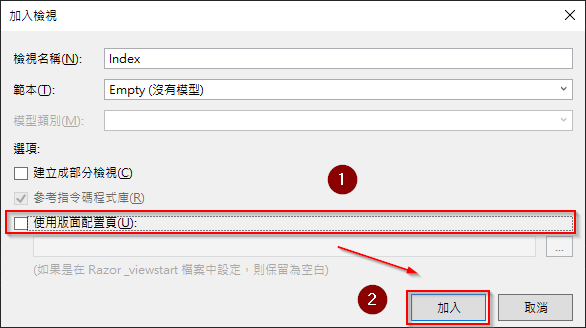 加入檢視
檢視名稱(N): Index
範本(T): Empty (沒有模型)
模型類別(M):
選項:
建立成部分檢視(C)
1
參考指令碼程式庫(R)
使用版面配置頁(U):
...
(如果是在 Razor _viewstart 檔案中設定，則保留為空白)
2
加入 取消